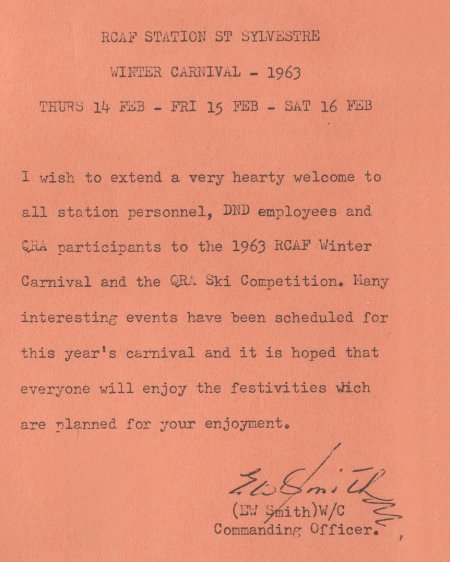 RCAF STATION ST SYLVESTRE
WINTER CARNIVAL - 1963
THURS 14 FEB - FRI 15 FEB - SAT 16 FEB
I wish to extend a very hearty welcome to
all station personnel, DND employees and
QRA participants to the 1963 RCAF Winter
Carnival and the QRA Ski Competition. Many
interesting events have been scheduled for
this year's carnival and it is hoped that
everyone will enjoy the festivities which
are planned for your enjoyment.
E.W Smith
(EW Smith)W/C
Commanding Officer.